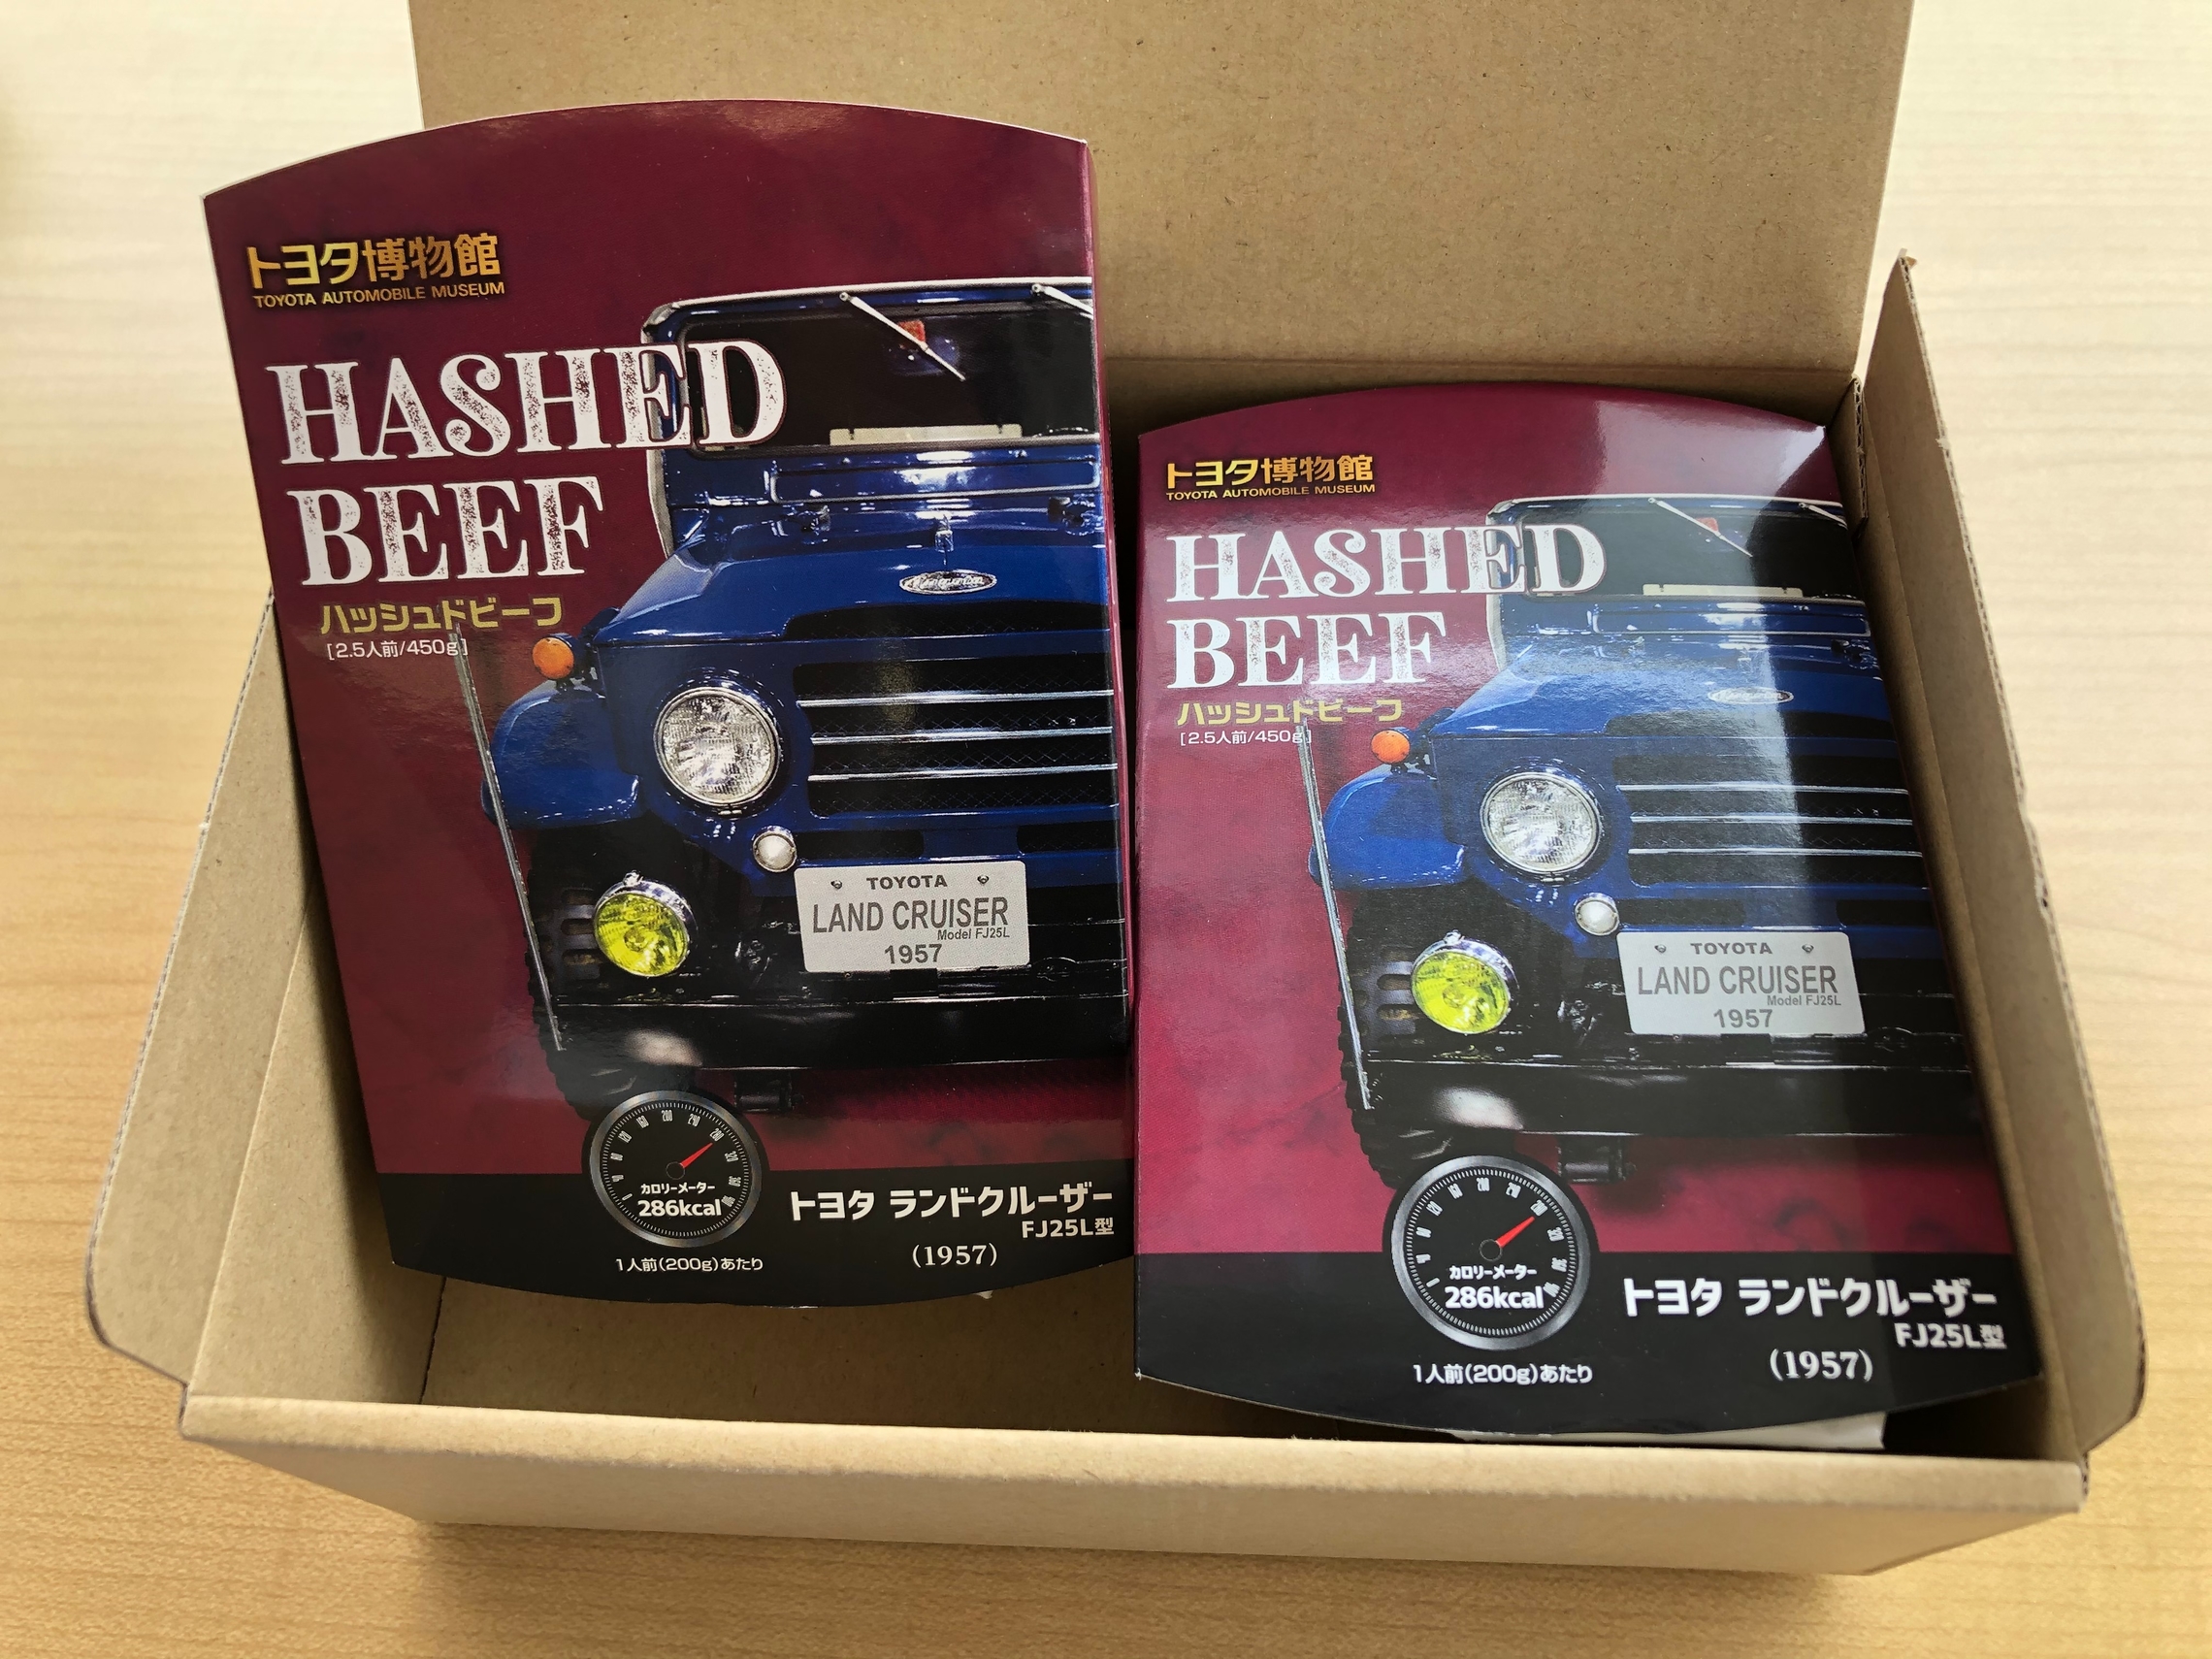 トヨタ博物館
TOYOTA AUTOMOBILE MUSEUM
HASHED
BEEF
ハッシュドビーフ
[2.5人前/450g]
TOYOTA
LAND CRUISER
Model FJ25L
1957
カロリーメーター
286kcal
1人前(200g)あたり
トヨタ ランドクルーザー
FJ25L型
(1957)
トヨタ博物館
TOYOTA AUTOMOBILE MUSEUM
HASHED
BEEF
ハッシュドビーフ
[2.5人前/450g]
TOYOTA
LAND CRUISER
Model FJ25L
1957
カロリーメーター
286kcal
1人前(200g)あたり
トヨタ ランドクルーザー
FJ25L型
(1957)